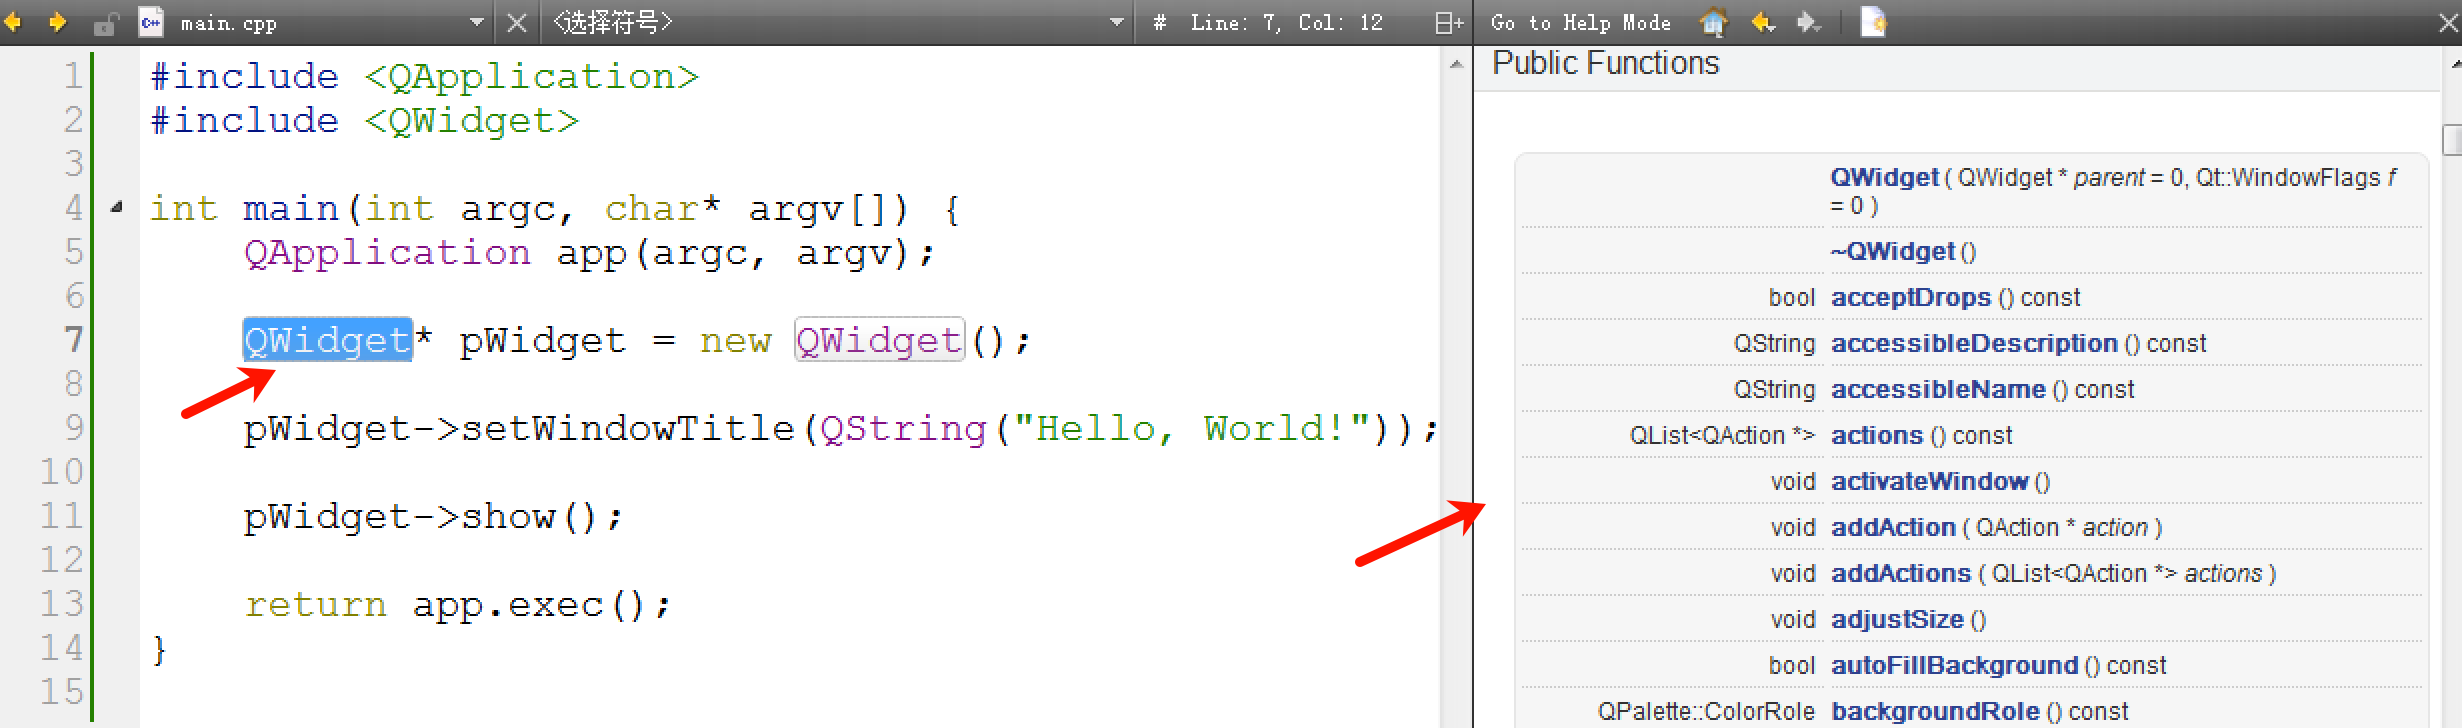 main.cpp <选择符号> # Line: 7, Col: 12 Go to Help Mode
1 #include <QApplication>
2 #include <QWidget>
3
4 int main(int argc, char* argv[]) {
5 QApplication app(argc, argv);
6
7 QWidget* pWidget = new QWidget();
8
9 pWidget->setWindowTitle(QString("Hello, World!"));
10
11 pWidget->show();
12
13 return app.exec();
14 }
15
Public Functions
QWidget ( QWidget * parent = 0, Qt::WindowFlags f
= 0 )
~QWidget ()
bool acceptDrops () const
QString accessibleDescription () const
QString accessibleName () const
QList<QAction *> actions () const
void activateWindow ()
void addAction ( QAction * action )
void addActions ( QList<QAction *> actions )
void adjustSize ()
bool autoFillBackground () const
QPalette::ColorRole backgroundRole () const